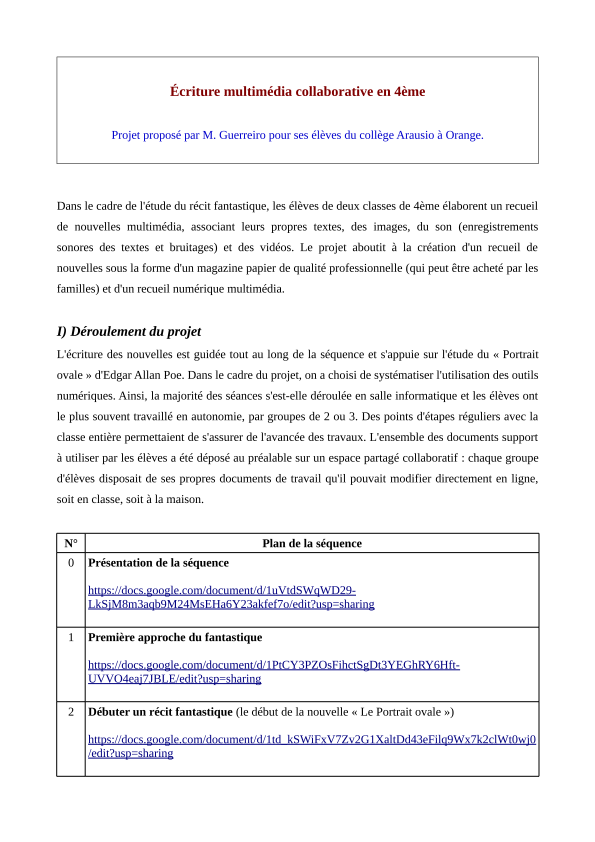 Écriture multimédia collaborative en 4ème
Projet proposé par M. Guerreiro pour ses élèves du collège Arausio à Orange.
Dans le cadre de l'étude du récit fantastique, les élèves de deux classes de 4ème élaborent un recueil
de nouvelles multimédia, associant leurs propres textes, des images, du son (enregistrements
sonores des textes et bruitages) et des vidéos. Le projet aboutit à la création d'un recueil de
nouvelles sous la forme d'un magazine papier de qualité professionnelle (qui peut être acheté par les
familles) et d'un recueil numérique multimédia.
I) Déroulement du projet
L'écriture des nouvelles est guidée tout au long de la séquence et s'appuie sur l'étude du « Portrait
ovale » d'Edgar Allan Poe. Dans le cadre du projet, on a choisi de systématiser l'utilisation des outils
numériques. Ainsi, la majorité des séances s'est-elle déroulée en salle informatique et les élèves ont
le plus souvent travaillé en autonomie, par groupes de 2 ou 3. Des points d'étapes réguliers avec la
classe entière permettaient de s'assurer de l'avancée des travaux. L'ensemble des documents support
à utiliser par les élèves a été déposé au préalable sur un espace partagé collaboratif : chaque groupe
d'élèves disposait de ses propres documents de travail qu'il pouvait modifier directement en ligne,
soit en classe, soit à la maison.
N° Plan de la séquence
0 Présentation de la séquence
https://docs.google.com/document/d/1uVtdSWqWD29-
LkSjM8m3aqb9M24MsEHa6Y23akfef7o/edit?usp=sharing
1 Première approche du fantastique
https://docs.google.com/document/d/1PtCY3PZOsFihctSgDt3YEGhRY6Hft-
UVVO4eaj7JBLE/edit?usp=sharing
2 Débuter un récit fantastique (le début de la nouvelle « Le Portrait ovale »)
https://docs.google.com/document/d/1td_kSWiFxV7Zv2G1XaltDd43eFilq9Wx7k2clWt0wj0
/edit?usp=sharing